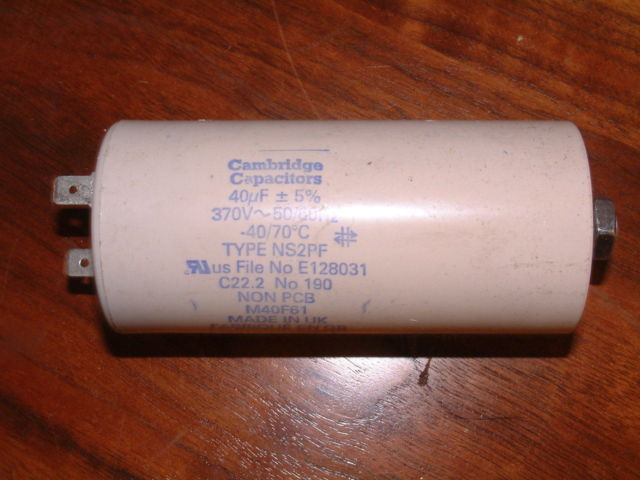 Cambridge
Capacitors
40µF ± 5%
370V~50/60Hz
-40/70°C
TYPE NS2PF
RU us File No E128031
C22.2 No 190
NON PCB
M40F61
MADE IN UK